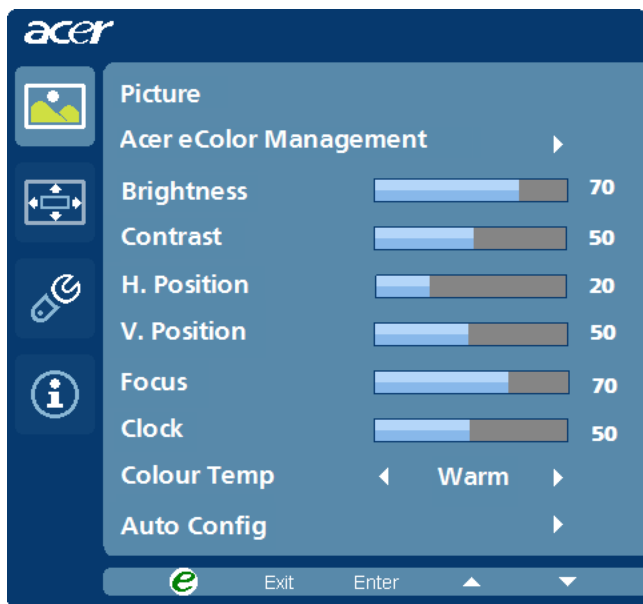 acer
Picture
Acer eColor Management
Brightness 70
Contrast 50
H. Position 20
V. Position 50
Focus 70
Clock 50
Colour Temp Warm
Auto Config
e Exit Enter